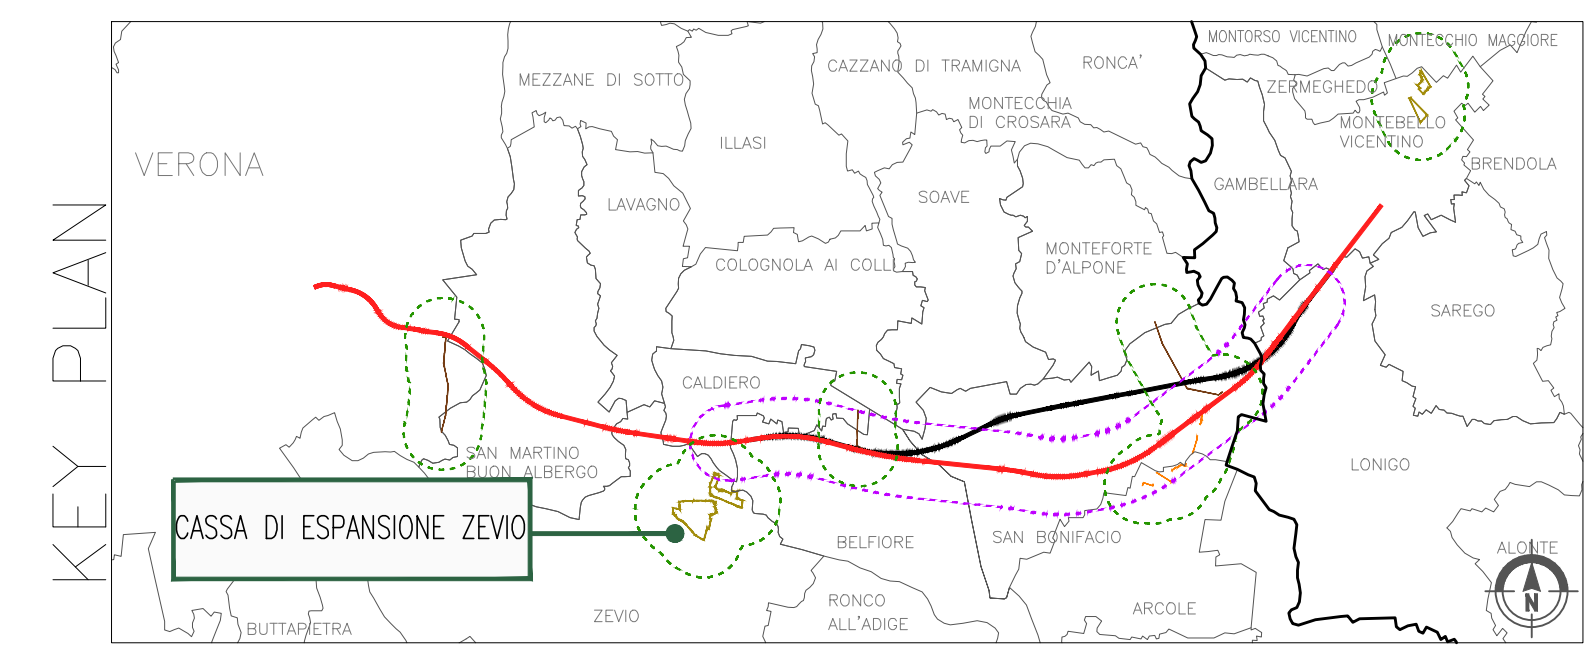 KEY PLAN
MONTORSO VICENTINO
MONTECCHIO MAGGIORE
MEZZANE DI SOTTO
CAZZANO DI TRAMIGNA
RONCA'
ZERMEGHEDO
MONTECCHIA
DI CROSARA
MONTEBELLO
VICENTINO
ILLASI
VERONA
BRENDOLA
GAMBELLARA
LAVAGNO
SOAVE
MONTEFORTE
D'ALPONE
COLOGNOLA AI COLLI
SAREGO
CALDIERO
SAN MARTINO
BUON ALBERGO
LONIGO
CASSA DI ESPANSIONE ZEVIO
BELFIORE
SAN BONIFACIO
ALONTE
ZEVIO
RONCO
ALL'ADIGE
ARCOLE
BUTTAPIETRA
N